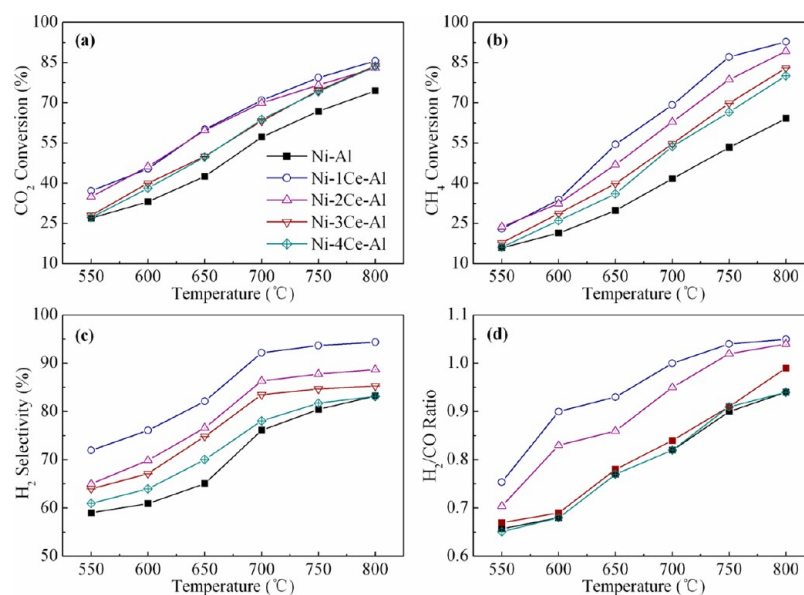 (a)
CO2 Conversion (%)
100
85
70
55
40
25
10
Ni-Al
Ni-1Ce-Al
Ni-2Ce-Al
Ni-3Ce-Al
Ni-4Ce-Al
550 600 650 700 750 800
Temperature (℃)
(b)
CH4 Conversion (%)
100
85
70
55
40
25
10
550 600 650 700 750 800
Temperature (℃)
(c)
H2 Selectivity (%)
100
90
80
70
60
50
550 600 650 700 750 800
Temperature (℃)
(d)
H2/CO Ratio
1.1
1.0
0.9
0.8
0.7
0.6
550 600 650 700 750 800
Temperature (℃)